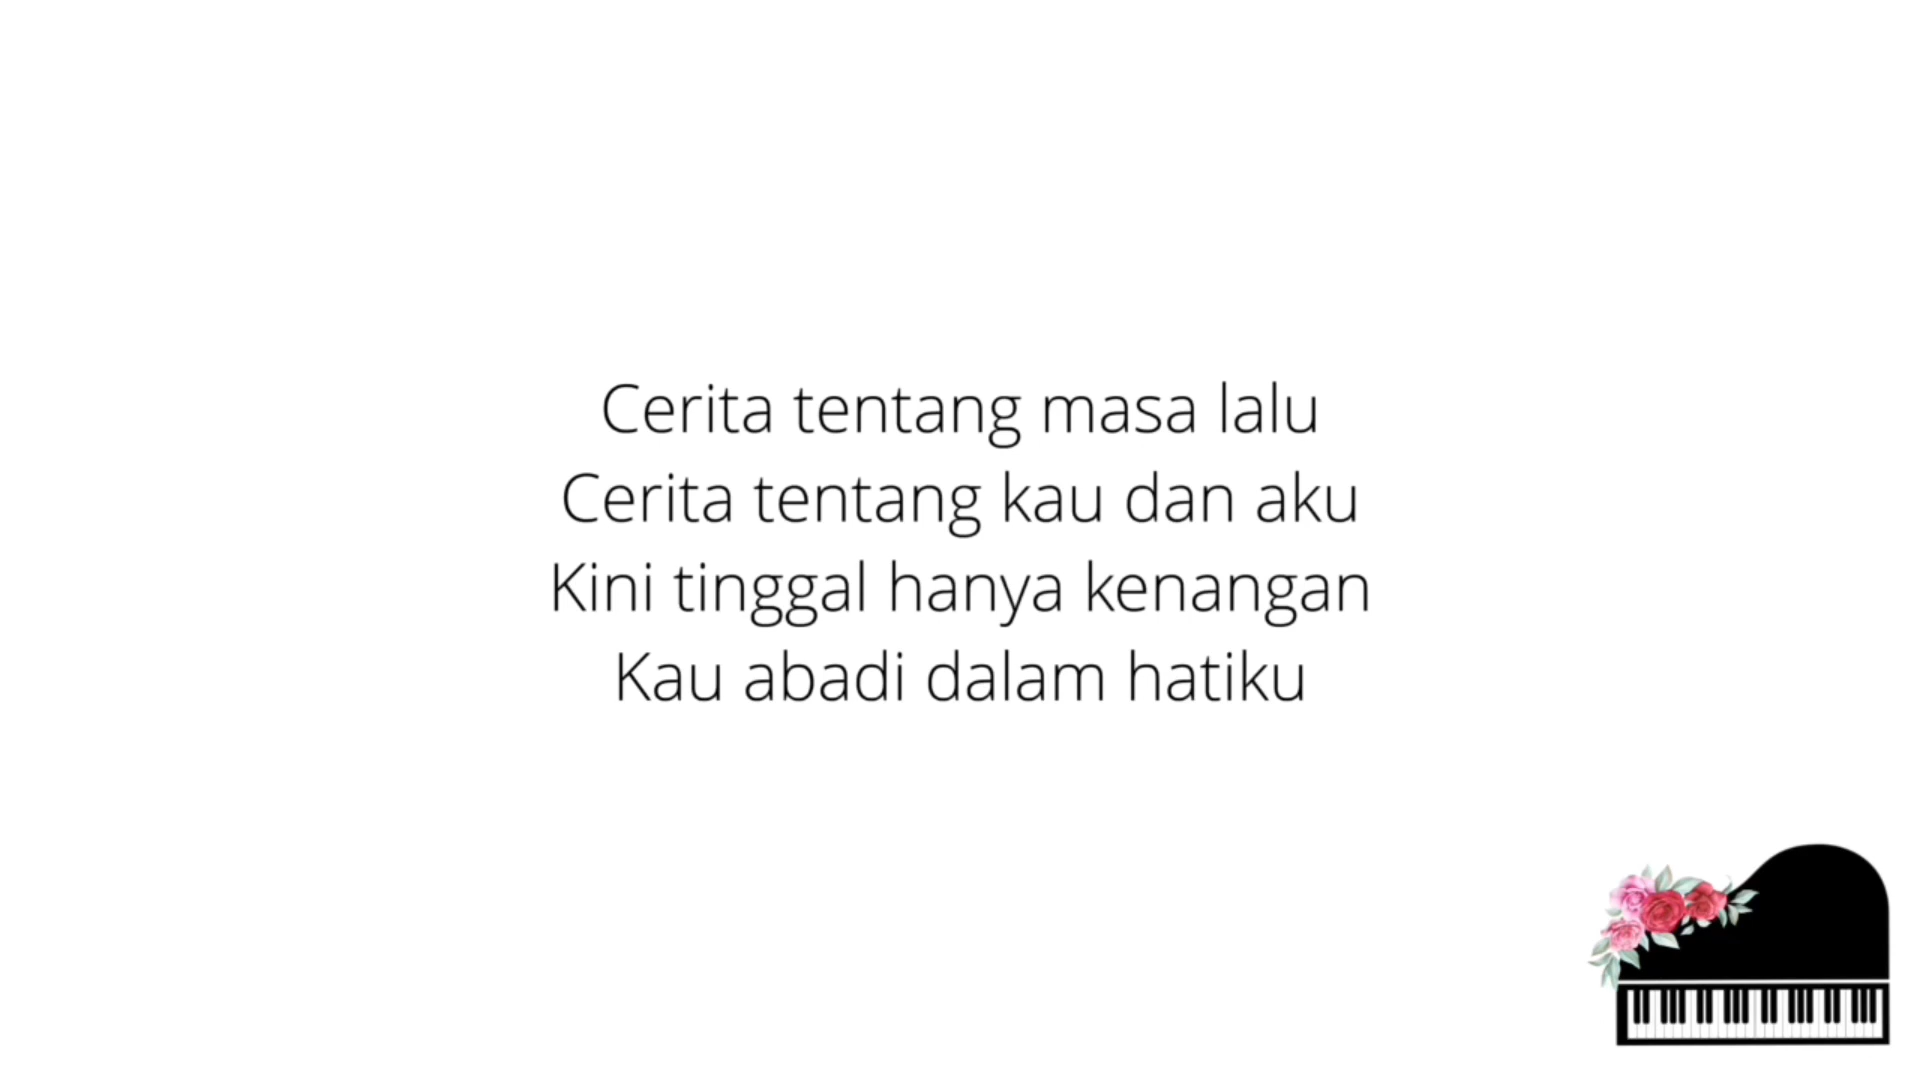 Cerita tentang masa lalu
Cerita tentang kau dan aku
Kini tinggal hanya kenangan
Kau abadi dalam hatiku